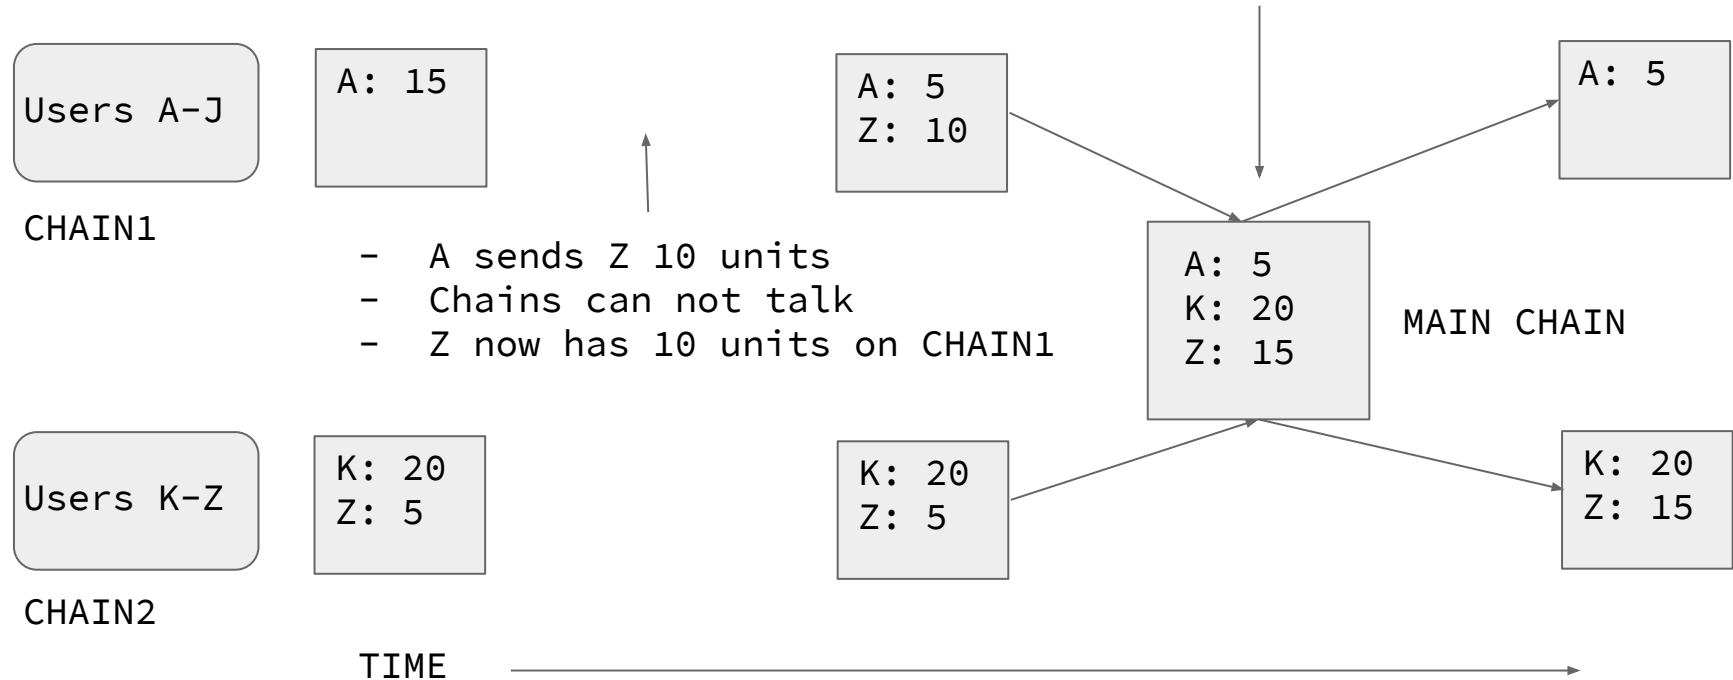 Users A-J
CHAIN1
A: 15
- A sends Z 10 units
- Chains can not talk
- Z now has 10 units on CHAIN1
A: 5
Z: 10
A: 5
K: 20
Z: 15
MAIN CHAIN
A: 5
Users K-Z
CHAIN2
K: 20
Z: 5
K: 20
Z: 5
K: 20
Z: 15
TIME